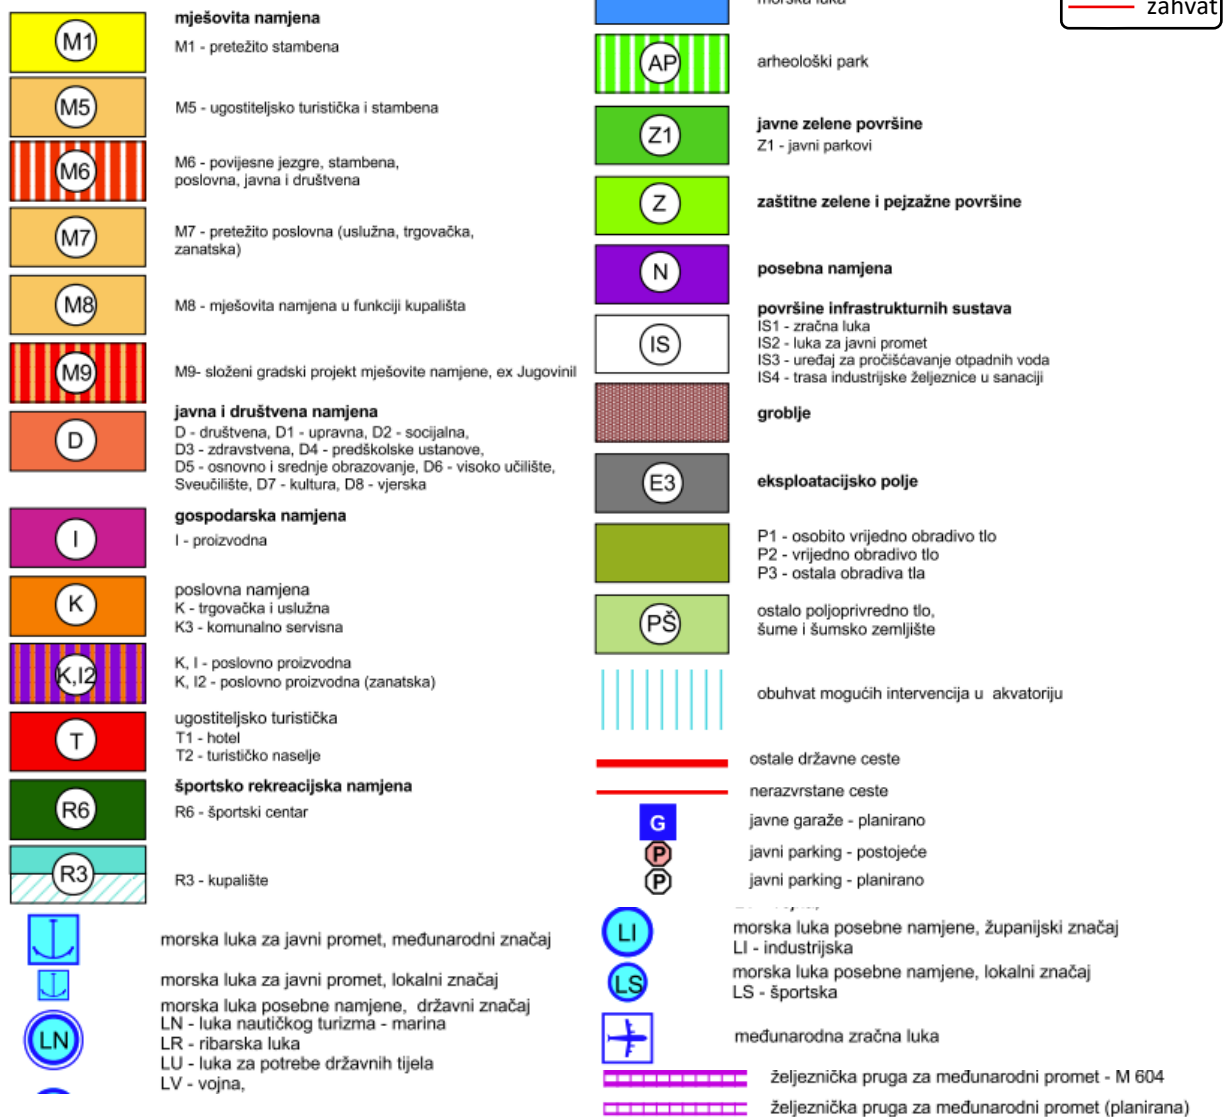 mješovita namjena
M1
M1 - pretežito stambena
M5
M5 - ugostiteljsko turistička i stambena
M6
M6 - povijesne jezgre, stambena,
poslovna, javna i društvena
M7
M7 - pretežito poslovna (uslužna, trgovačka,
zanatska)
M8
M8 - mješovita namjena u funkciji kupališta
M9
M9- složeni gradski projekt mješovite namjene, ex Jugovinil
javna i društvena namjena
D
D - društvena, D1 - upravna, D2 - socijalna,
D3 - zdravstvena, D4 - predškolske ustanove,
D5 - osnovno i srednje obrazovanje, D6 - visoko učilište,
Sveučilište, D7 - kultura, D8 - vjerska
gospodarska namjena
I
I - proizvodna
K
poslovna namjena
K - trgovačka i uslužna
K3 - komunalno servisna
K,I2
K, I - poslovno proizvodna
K, I2 - poslovno proizvodna (zanatska)
T
ugostiteljsko turistička
T1 - hotel
T2 - turističko naselje
športsko rekreacijska namjena
R6
R6 - športski centar
R3
R3 - kupalište
morska luka za javni promet, međunarodni značaj
morska luka za javni promet, lokalni značaj
morska luka posebne namjene, državni značaj
LN
LN - luka nautičkog turizma - marina
LR - ribarska luka
LU - luka za potrebe državnih tijela
LV - vojna,
morska luka
zahvat
AP
arheološki park
javne zelene površine
Z1
Z1 - javni parkovi
Z
zaštitne zelene i pejzažne površine
N
posebna namjena
površine infrastrukturnih sustava
IS
IS1 - zračna luka
IS2 - luka za javni promet
IS3 - uređaj za pročišćavanje otpadnih voda
IS4 - trasa industrijske željeznice u sanaciji
groblje
E3
eksploatacijsko polje
P1 - osobito vrijedno obradivo tlo
P2 - vrijedno obradivo tlo
P3 - ostala obradiva tla
PŠ
ostalo poljoprivredno tlo,
šume i šumsko zemljište
obuhvat mogućih intervencija u akvatoriju
ostale državne ceste
nerazvrstane ceste
G
javne garaže - planirano
P
javni parking - postojeće
P
javni parking - planirano
LI
morska luka posebne namjene, županijski značaj
LI - industrijska
LS
morska luka posebne namjene, lokalni značaj
LS - športska
međunarodna zračna luka
željeznička pruga za međunarodni promet - M 604
željeznička pruga za međunarodni promet (planirana)